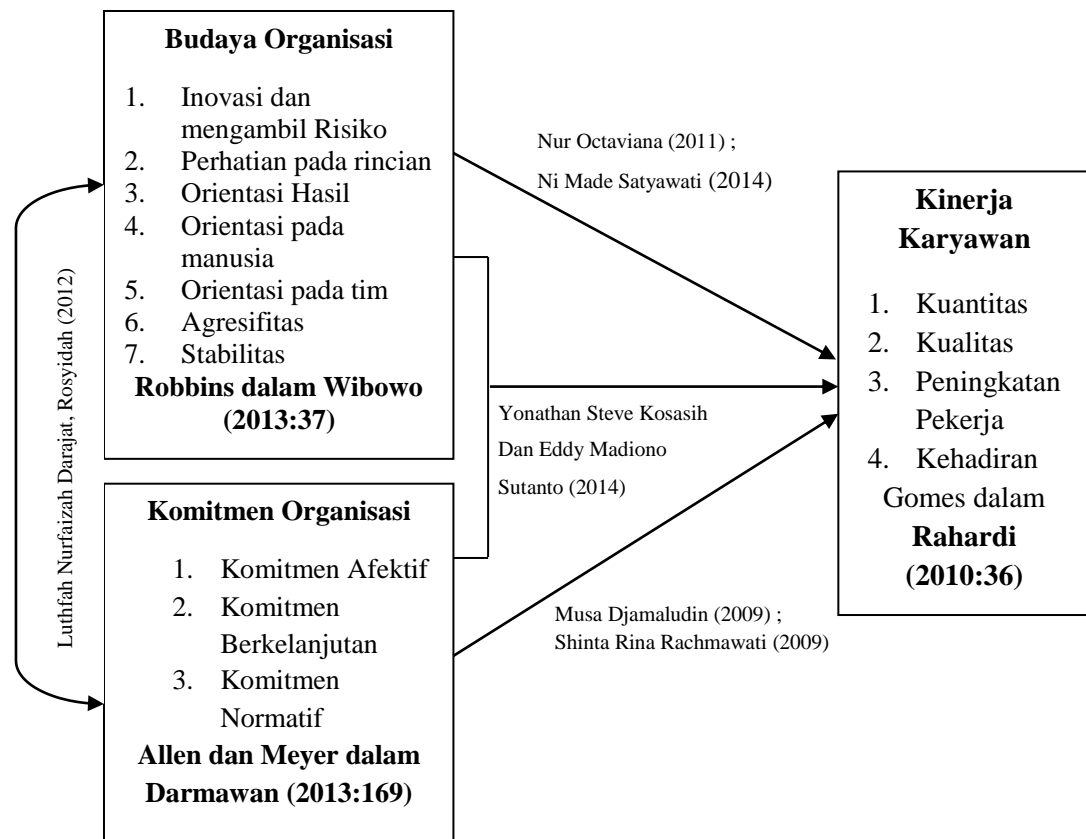 Budaya Organisasi
1. Inovasi dan
mengambil Risiko
2. Perhatian pada rincian
3. Orientasi Hasil
4. Orientasi pada
manusia
5. Orientasi pada tim
6. Agresifitas
7. Stabilitas
Robbins dalam Wibowo
(2013:37)
Luthfah Nurfaizah Darajat, Rosyidah (2012)
Komitmen Organisasi
1. Komitmen Afektif
2. Komitmen
Berkelanjutan
3. Komitmen
Normatif
Allen dan Meyer dalam
Darmawan (2013:169)
Nur Octaviana (2011) ;
Ni Made Satyawati (2014)
Yonathan Steve Kosasih
Dan Eddy Madiono
Sutanto (2014)
Musa Djamaludin (2009) ;
Shinta Rina Rachmawati (2009)
Kinerja
Karyawan
1. Kuantitas
2. Kualitas
3. Peningkatan
Pekerja
4. Kehadiran
Gomes dalam
Rahardi
(2010:36)